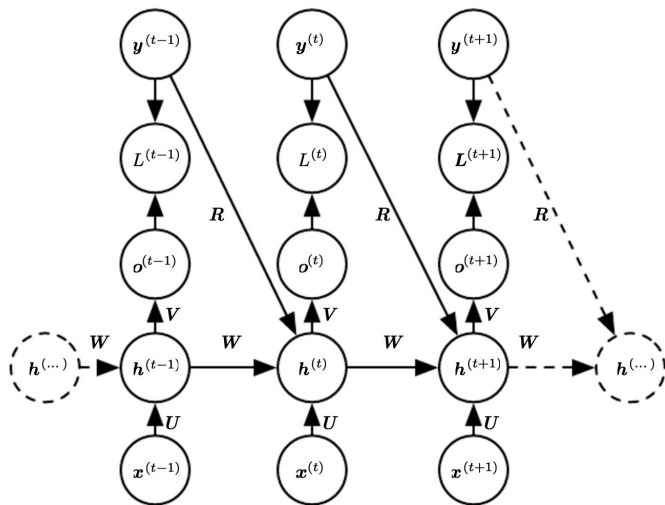 y^(t−1) y^(t) y^(t+1)
L^(t−1) L^(t) L^(t+1)
R R R
o^(t−1) o^(t) o^(t+1)
V V V
W W W W
h^(...) h^(t−1) h^(t) h^(t+1) h^(...)
U U U
x^(t−1) x^(t) x^(t+1)